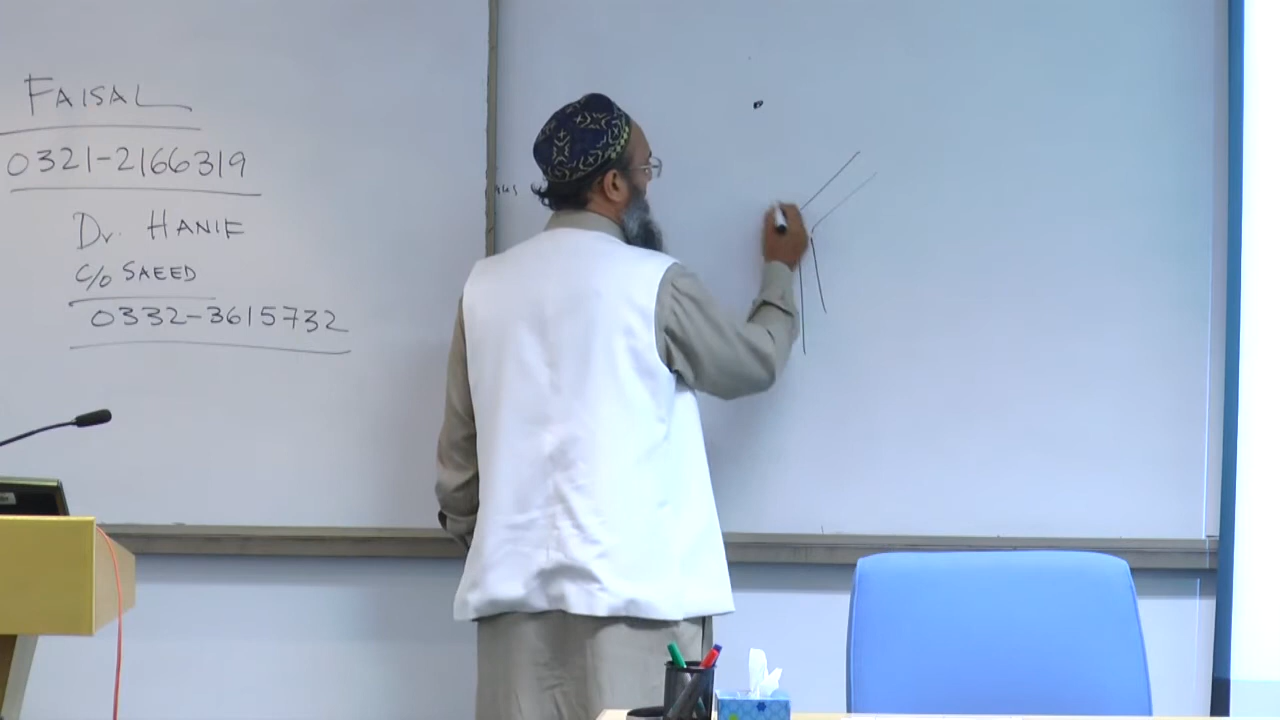 FAISAL
0321-2166319
Dr. HANIF
c/o SAEED
0332-3615732